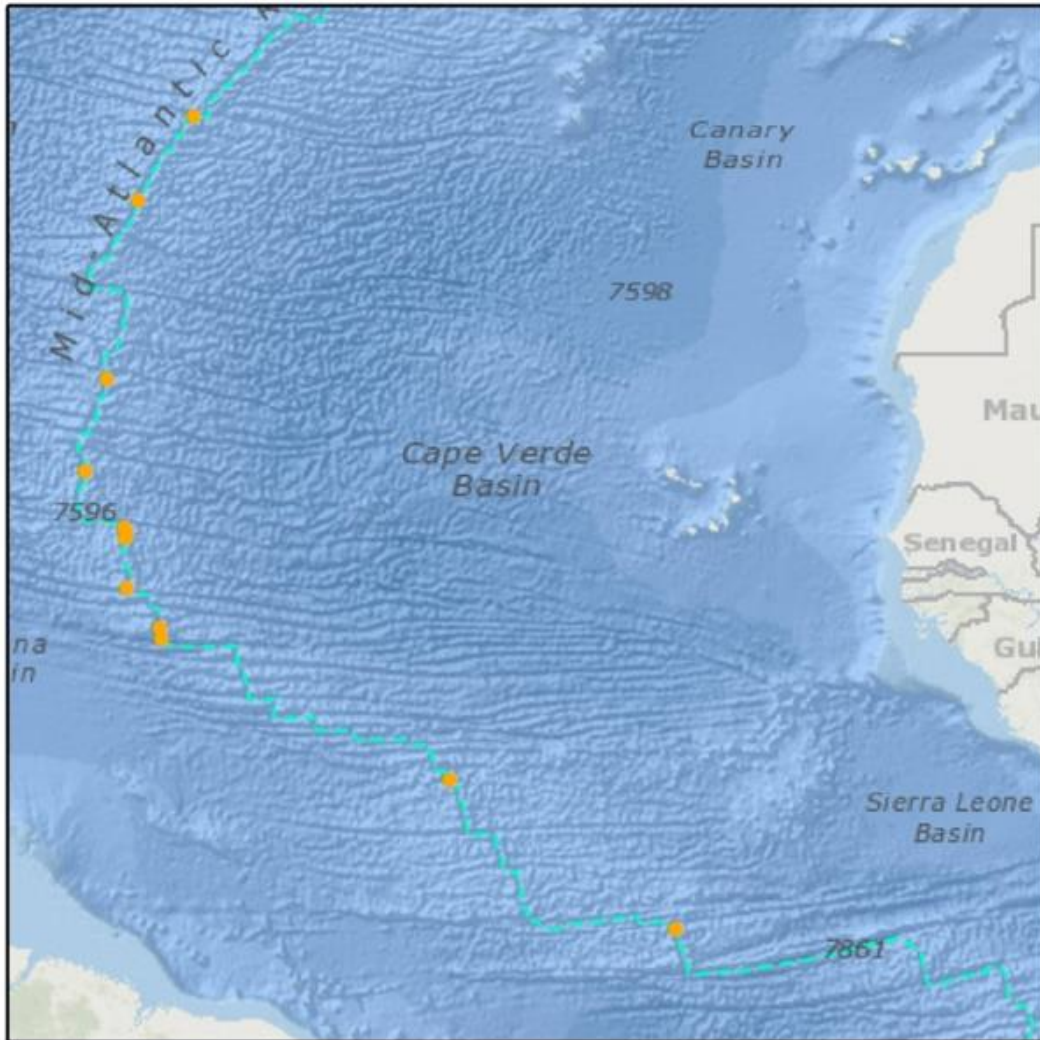 Mid-Atlantic
Canary
Basin
7598
Mau
Cape Verde
Basin
7596
Senegal
na
in
Gui
Sierra Leone
Basin
7861